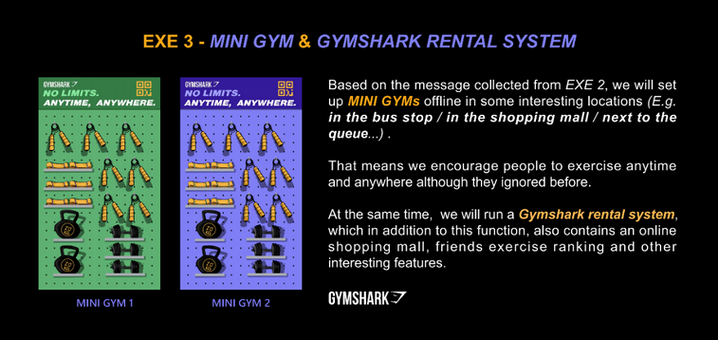 EXE 3 - MINI GYM & GYMSHARK RENTAL SYSTEM
GYMSHARK
NO LIMITS.
ANYTIME, ANYWHERE.
MINI GYM 1
GYMSHARK
NO LIMITS.
ANYTIME, ANYWHERE.
MINI GYM 2
Based on the message collected from EXE 2, we will set
up MINI GYMs offline in some interesting locations (E.g.
in the bus stop / in the shopping mall / next to the
queue...) .
That means we encourage people to exercise anytime
and anywhere although they ignored before.
At the same time, we will run a Gymshark rental system,
which in addition to this function, also contains an online
shopping mall, friends exercise ranking and other
interesting features.
GYMSHARK